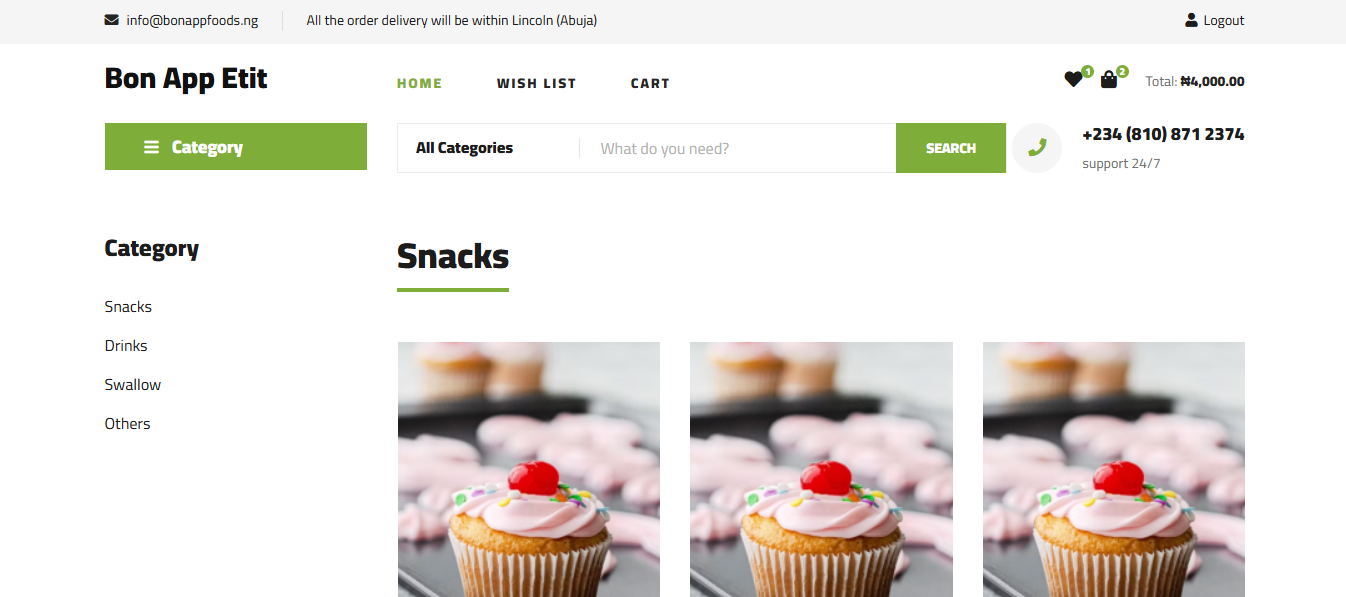 info@bonappfoods.ng
All the order delivery will be within Lincoln (Abuja)
Logout
Bon App Etit
HOME
WISH LIST
CART
1
2
Total: ₦4,000.00
Category
All Categories
What do you need?
SEARCH
+234 (810) 871 2374
support 24/7
Category
Snacks
Drinks
Swallow
Others
Snacks